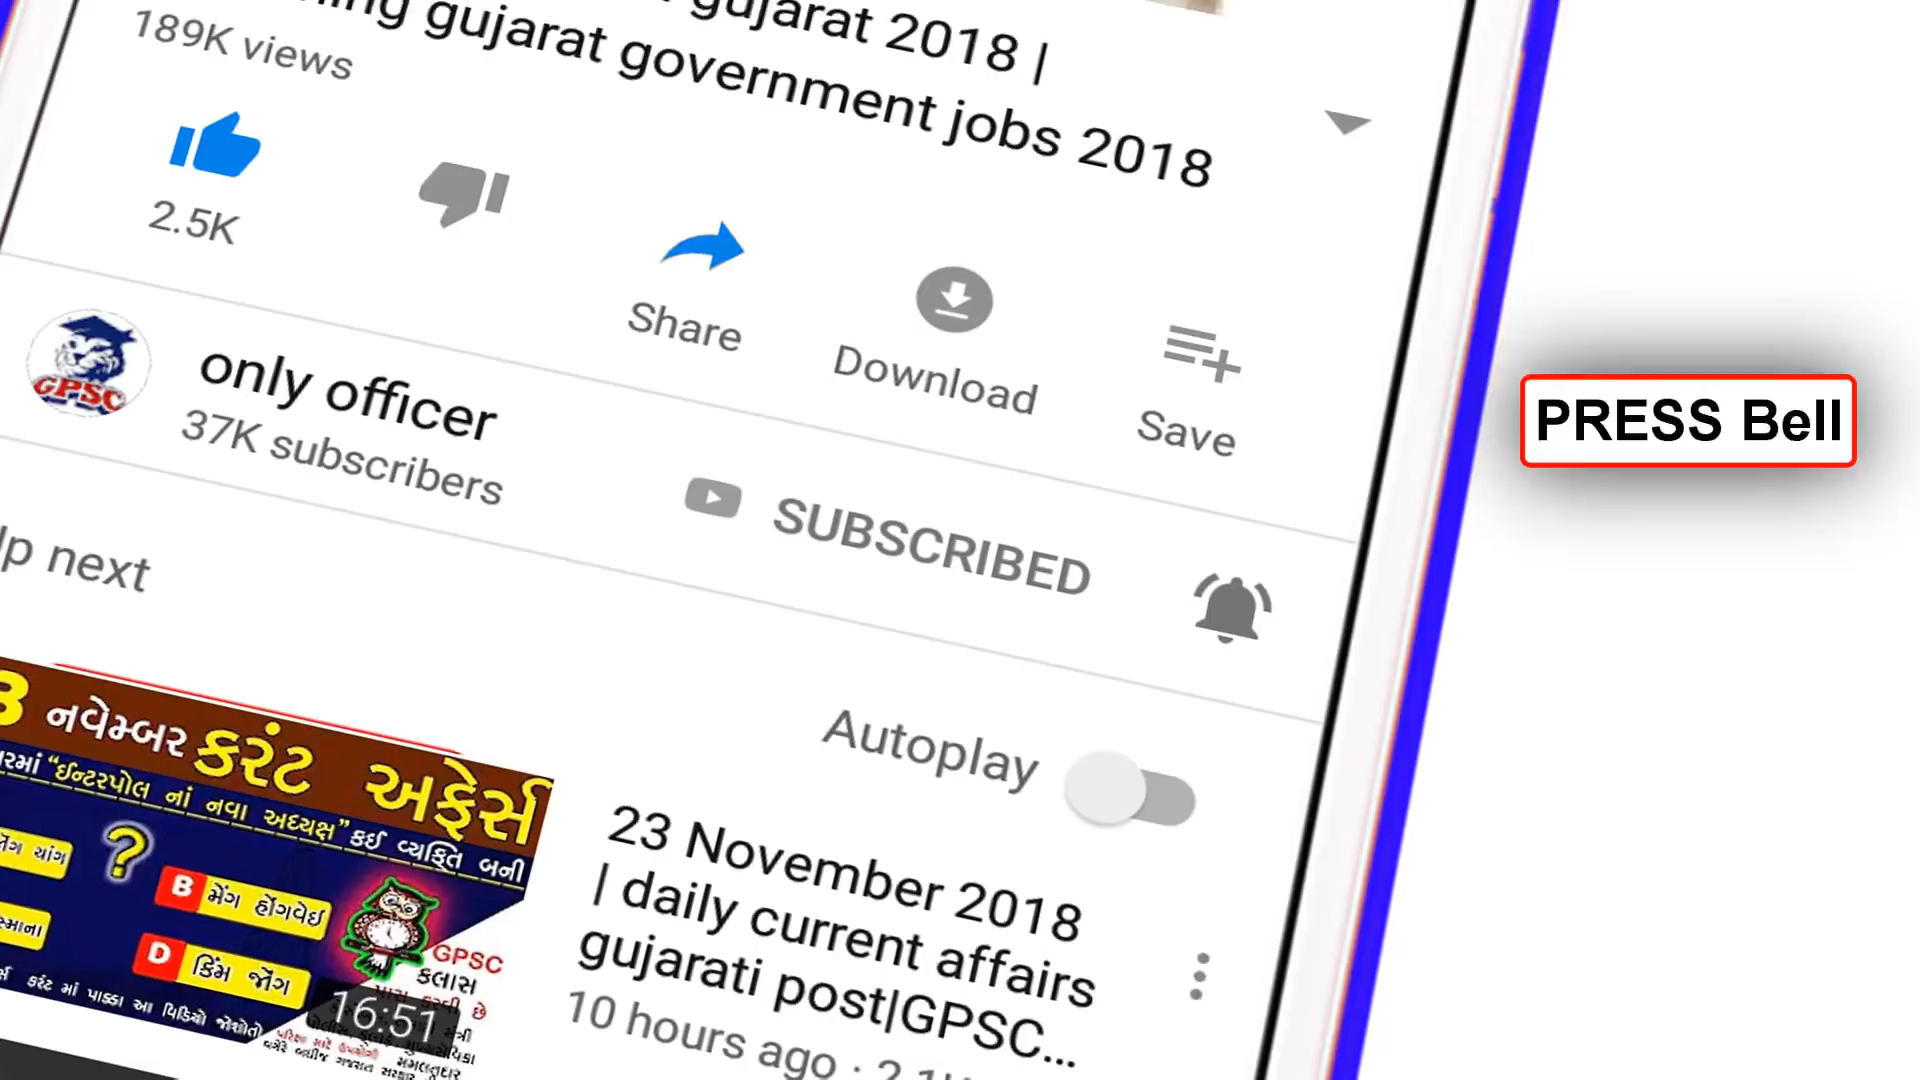 gujarat 2018 |
gujarat government jobs 2018
189K views
2.5K
Share
Download
Save
PRESS Bell
GPSC
only officer
37K subscribers
SUBSCRIBED
next
Autoplay
નવેમ્બર કરંટ અફેર્સ
"ઈન્ટરપોલ નાં નવા અધ્યક્ષ" કઈ વ્યક્તિ બની
?
ચાંગ
B મેંગ હોંગવેઈ
D કિંમ જોંગ
GPSC
કલાસ
કરંટ માં પાક્કા આ વિડિયો જોશોતો
16:51
23 November 2018
| daily current affairs
gujarati post|GPSC...
10 hours ago ·